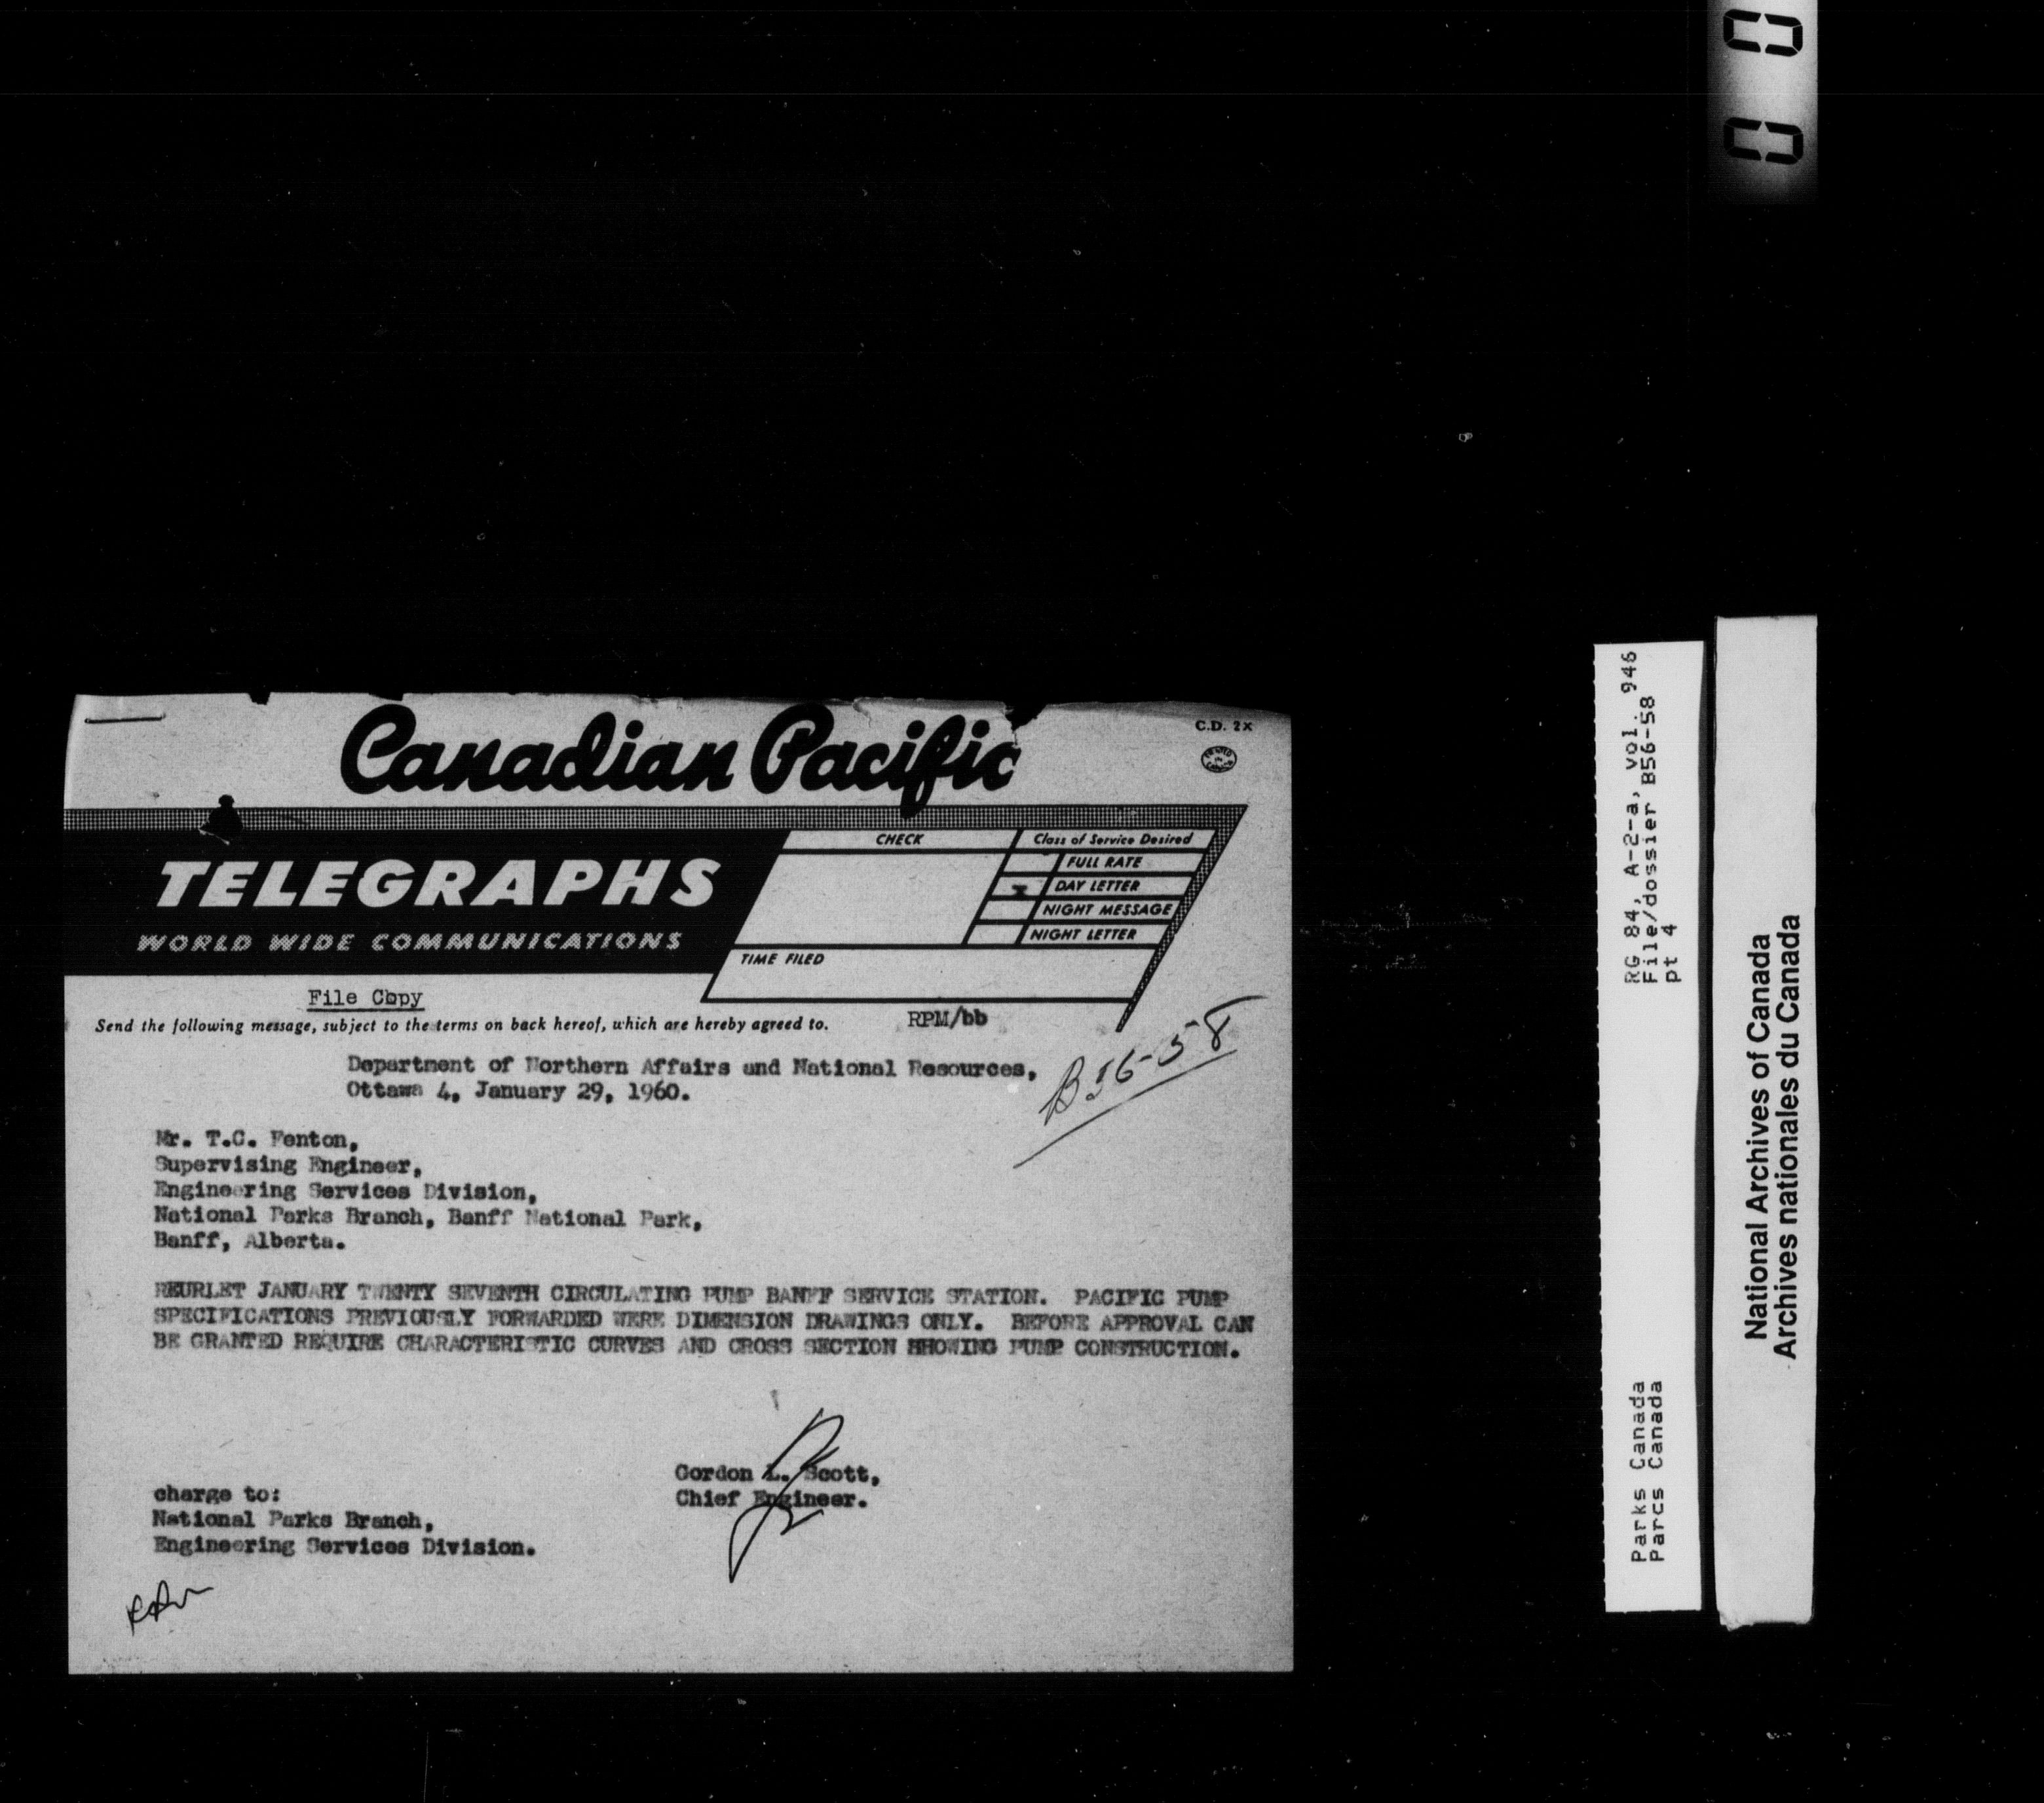 Canadian Pacific
C.D. 2X
TELEGRAPHS
WORLD WIDE COMMUNICATIONS
CHECK
Class of Service Desired
FULL RATE
x DAY LETTER
NIGHT MESSAGE
NIGHT LETTER
TIME FILED
File Copy
Send the following message, subject to the terms on back hereof, which are hereby agreed to.
RPM/bb
B56-58
Department of Northern Affairs and National Resources,
Ottawa 4, January 29, 1960.
Mr. T.C. Fenton,
Supervising Engineer,
Engineering Services Division,
National Parks Branch, Banff National Park,
Banff, Alberta.
REURLET JANUARY TWENTY SEVENTH CIRCULATING PUMP BANFF SERVICE STATION. PACIFIC PUMP
SPECIFICATIONS PREVIOUSLY FORWARDED WERE DIMENSION DRAWINGS ONLY. BEFORE APPROVAL CAN
BE GRANTED REQUIRE CHARACTERISTIC CURVES AND CROSS SECTION SHOWING PUMP CONSTRUCTION.
Gordon L. Scott,
Chief Engineer.
charge to:
National Parks Branch,
Engineering Services Division.
RG 84, A-2-a, vol. 946
File/dossier B56-58
pt 4
Parks Canada
Parcs Canada
National Archives of Canada
Archives nationales du Canada
0 0